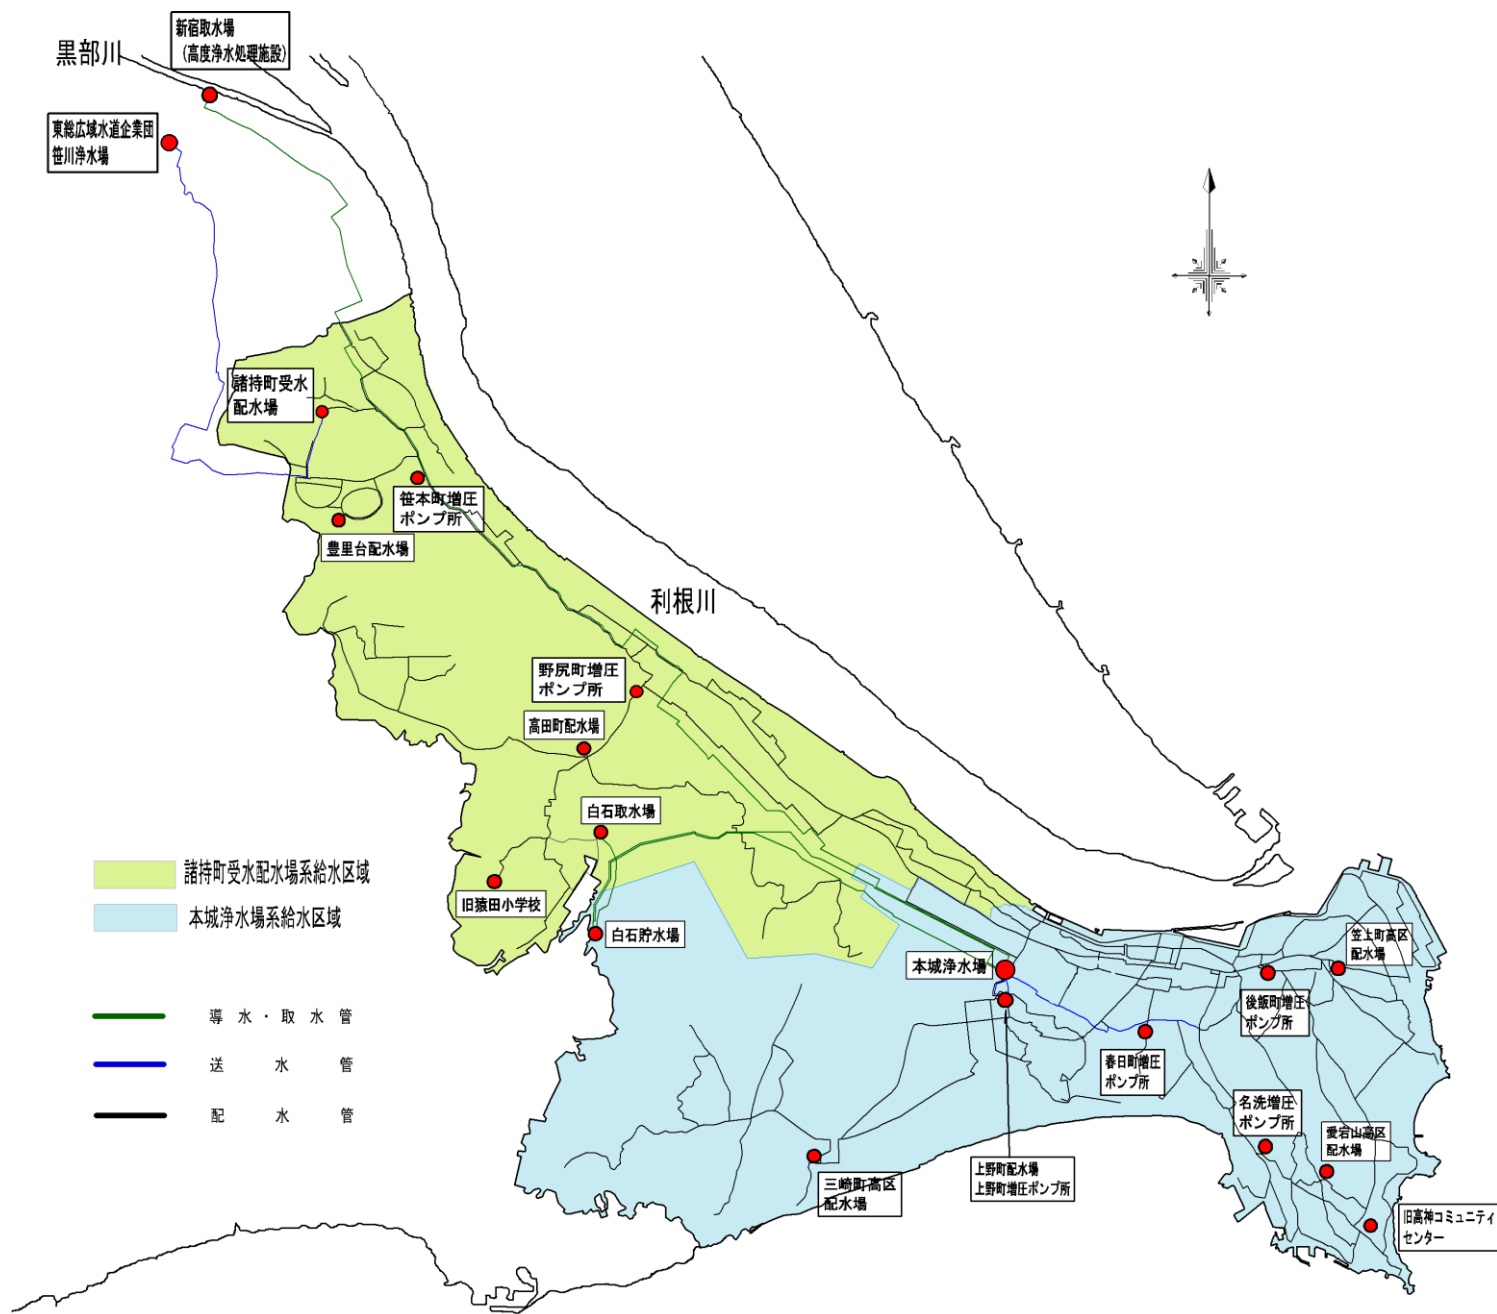 新宿取水場
（高度浄水処理施設）
黒部川
東総広域水道企業団
笹川浄水場
諸持町受水
配水場
笹本町増圧
ポンプ所
豊里台配水場
利根川
野尻町増圧
ポンプ所
高田町配水場
白石取水場
旧猿田小学校
白石貯水場
諸持町受水配水場系給水区域
本城浄水場系給水区域
導水・取水管
送水管
配水管
本城浄水場
笠上町高区
配水場
後飯町増圧
ポンプ所
春日町増圧
ポンプ所
名洗増圧
ポンプ所
愛宕山高区
配水場
上野町配水場
上野町増圧ポンプ所
三崎町高区
配水場
旧高神コミュニティ
センター